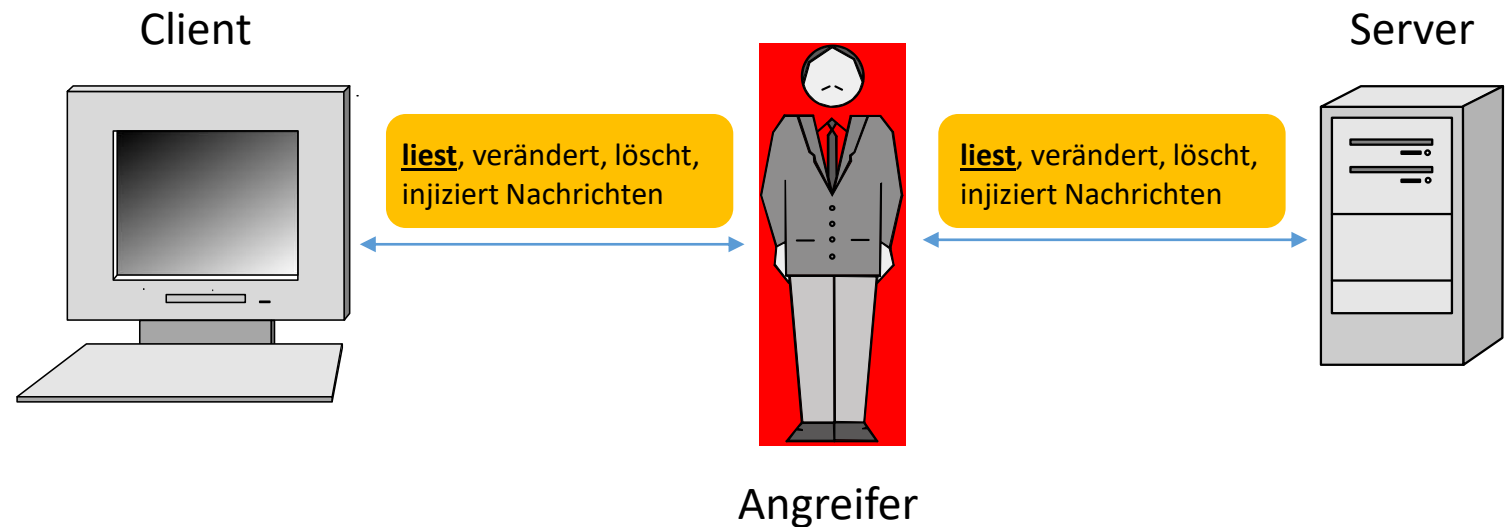 Client
Server
liest, verändert, löscht,
injiziert Nachrichten
liest, verändert, löscht,
injiziert Nachrichten
Angreifer